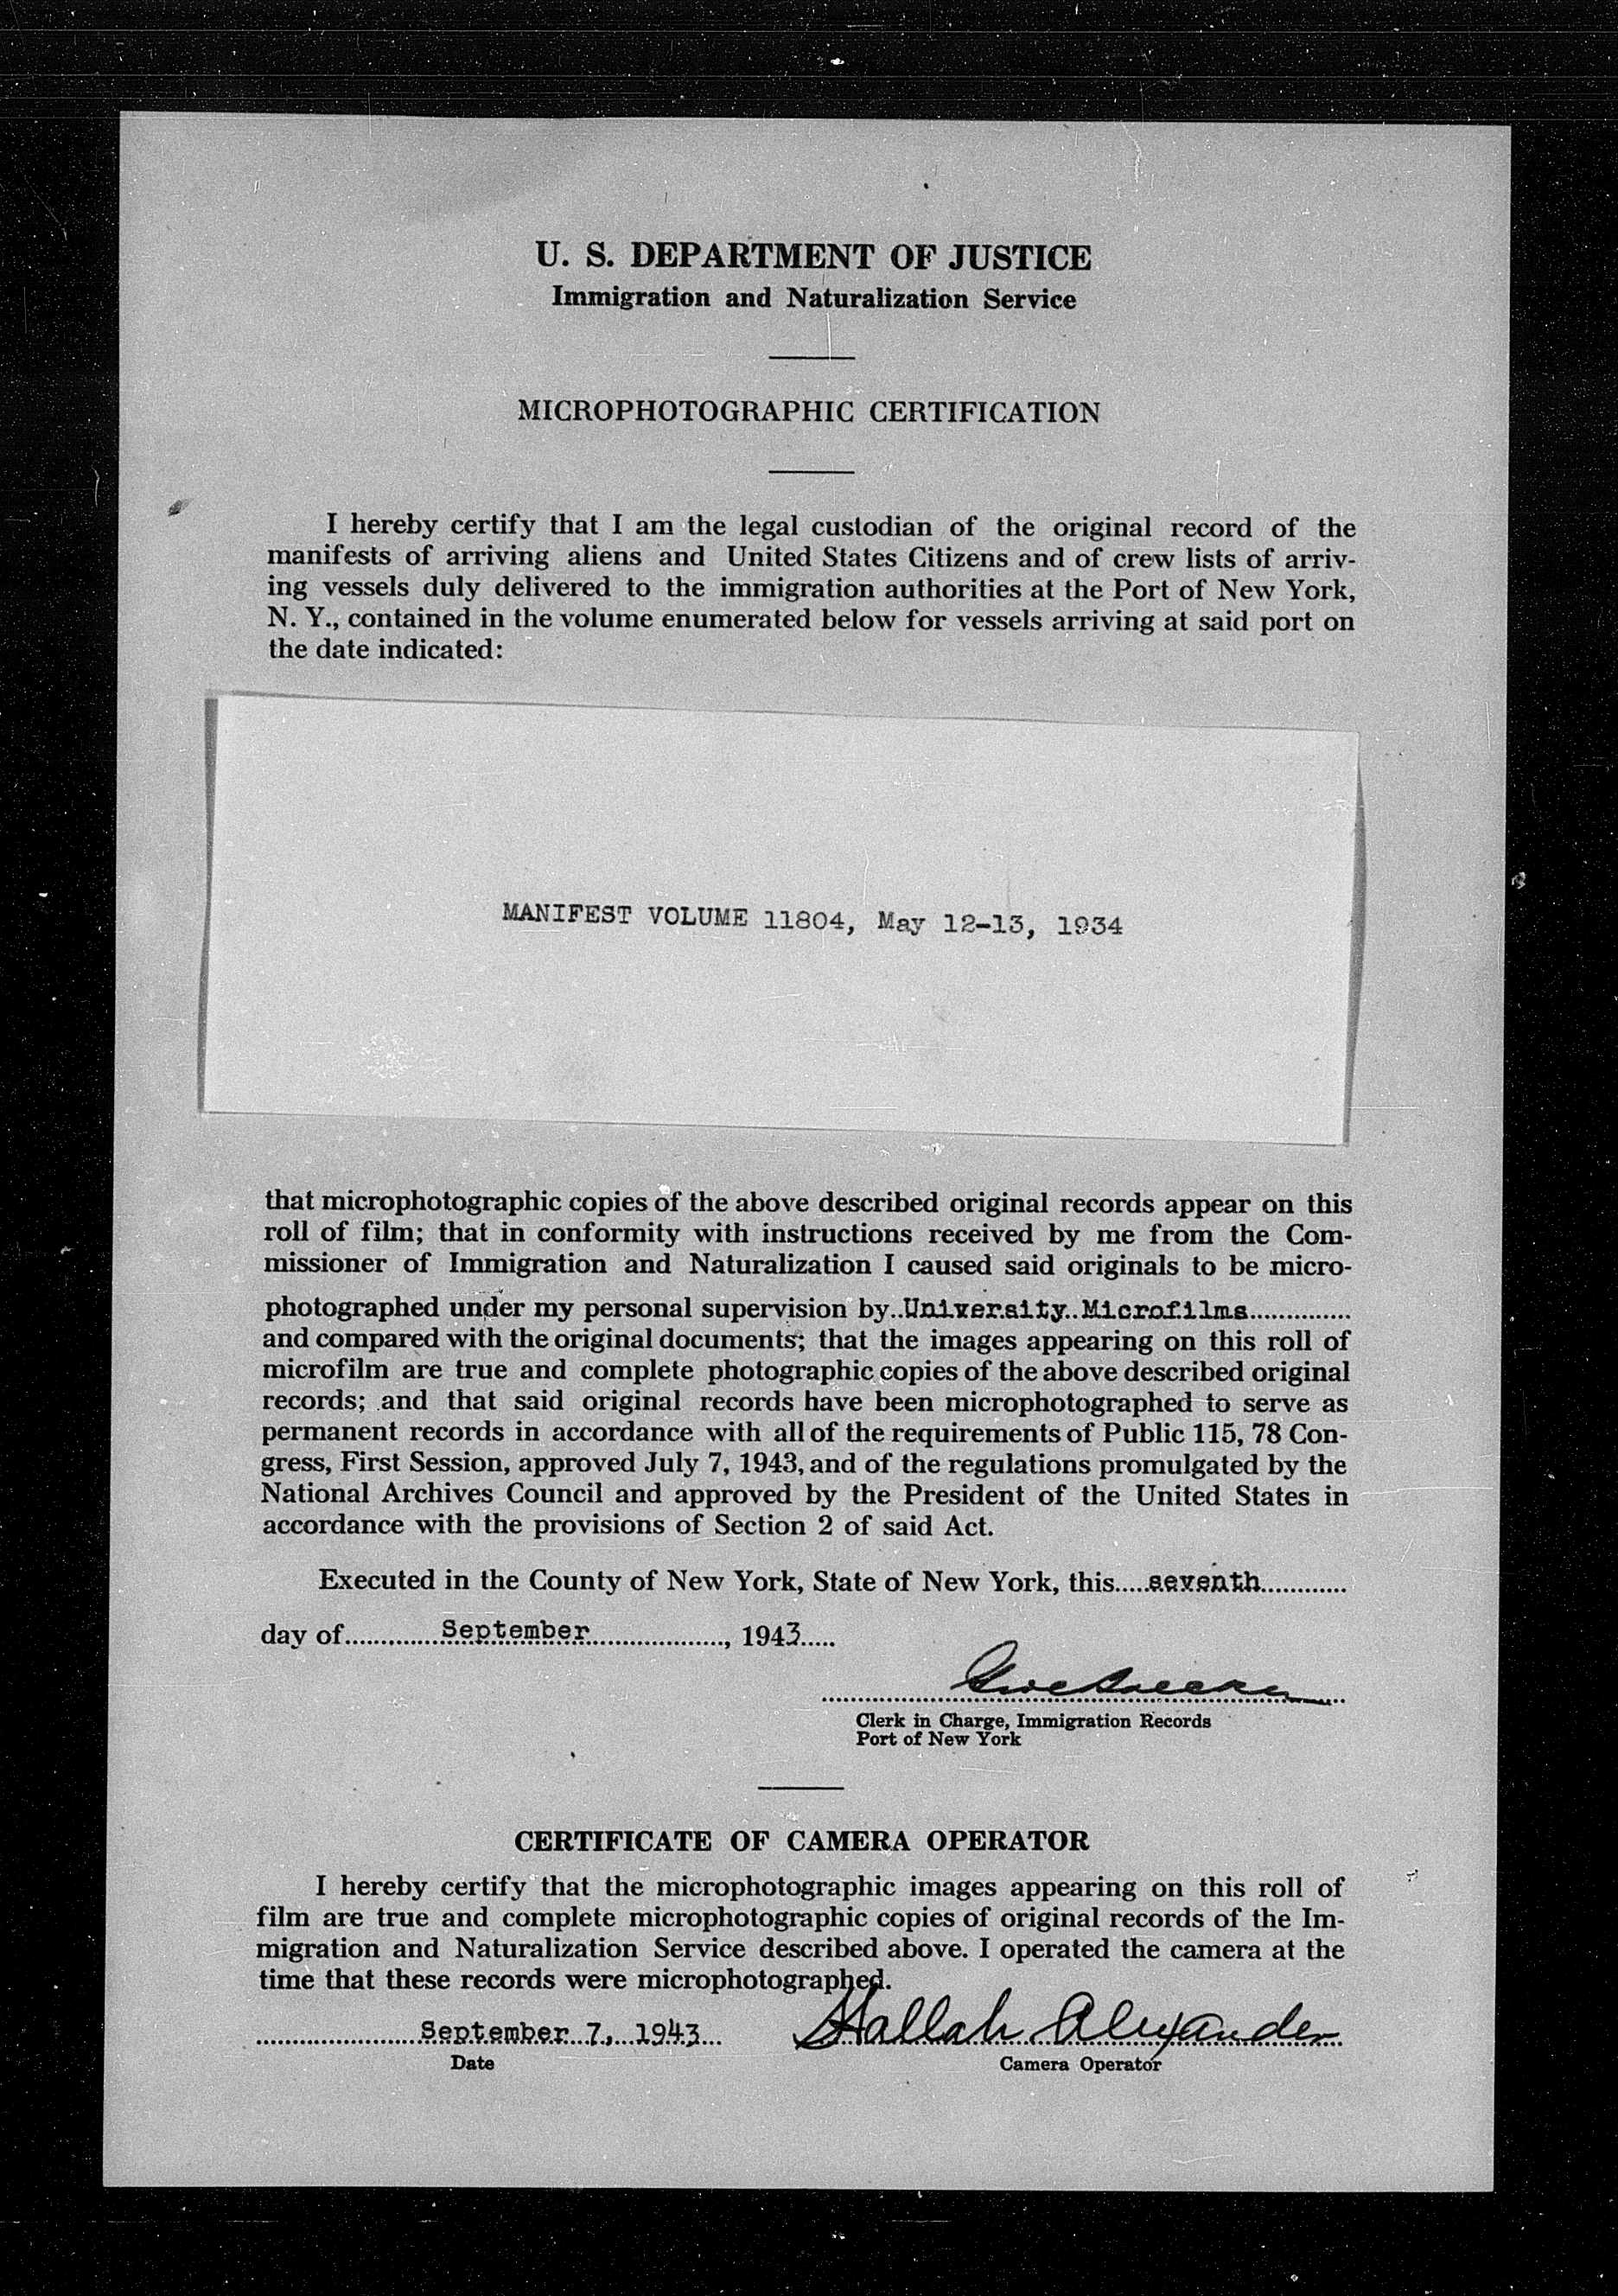 U. S. DEPARTMENT OF JUSTICE
Immigration and Naturalization Service
MICROPHOTOGRAPHIC CERTIFICATION
I hereby certify that I am the legal custodian of the original record of the
manifests of arriving aliens and United States Citizens and of crew lists of arriv-
ing vessels duly delivered to the immigration authorities at the Port of New York,
N. Y., contained in the volume enumerated below for vessels arriving at said port on
the date indicated:
MANIFEST VOLUME 11804, May 12-13, 1934
that microphotographic copies of the above described original records appear on this
roll of film; that in conformity with instructions received by me from the Com-
missioner of Immigration and Naturalization I caused said originals to be micro-
photographed under my personal supervision by..University..Microfilms..............
and compared with the original documents; that the images appearing on this roll of
microfilm are true and complete photographic copies of the above described original
records; and that said original records have been microphotographed to serve as
permanent records in accordance with all of the requirements of Public 115, 78 Con-
gress, First Session, approved July 7, 1943, and of the regulations promulgated by the
National Archives Council and approved by the President of the United States in
accordance with the provisions of Section 2 of said Act.
Executed in the County of New York, State of New York, this.....seventh............
day of..............September...................., 1943.....
Clerk in Charge, Immigration Records
Port of New York
CERTIFICATE OF CAMERA OPERATOR
I hereby certify that the microphotographic images appearing on this roll of
film are true and complete microphotographic copies of original records of the Im-
migration and Naturalization Service described above. I operated the camera at the
time that these records were microphotographed.
September 7, 1943 Hallah Alexander
Date Camera Operator